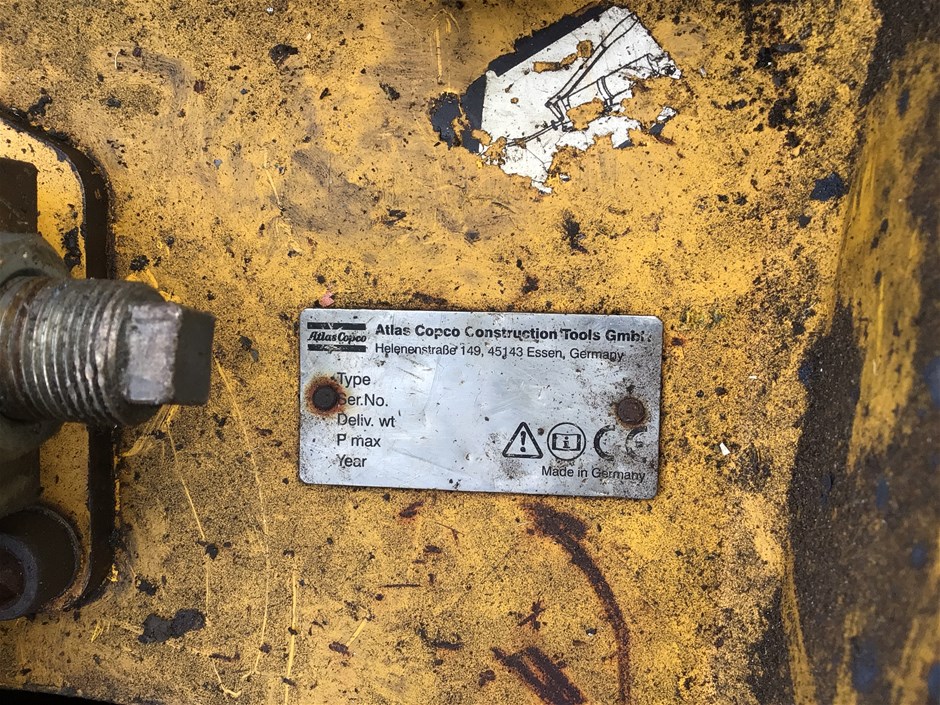 Atlas Copco
Atlas Copco Construction Tools GmbH
Helenenstraße 149, 45143 Essen, Germany
Type
Ser.No.
Deliv. wt
P max
Year
CE
Made in Germany